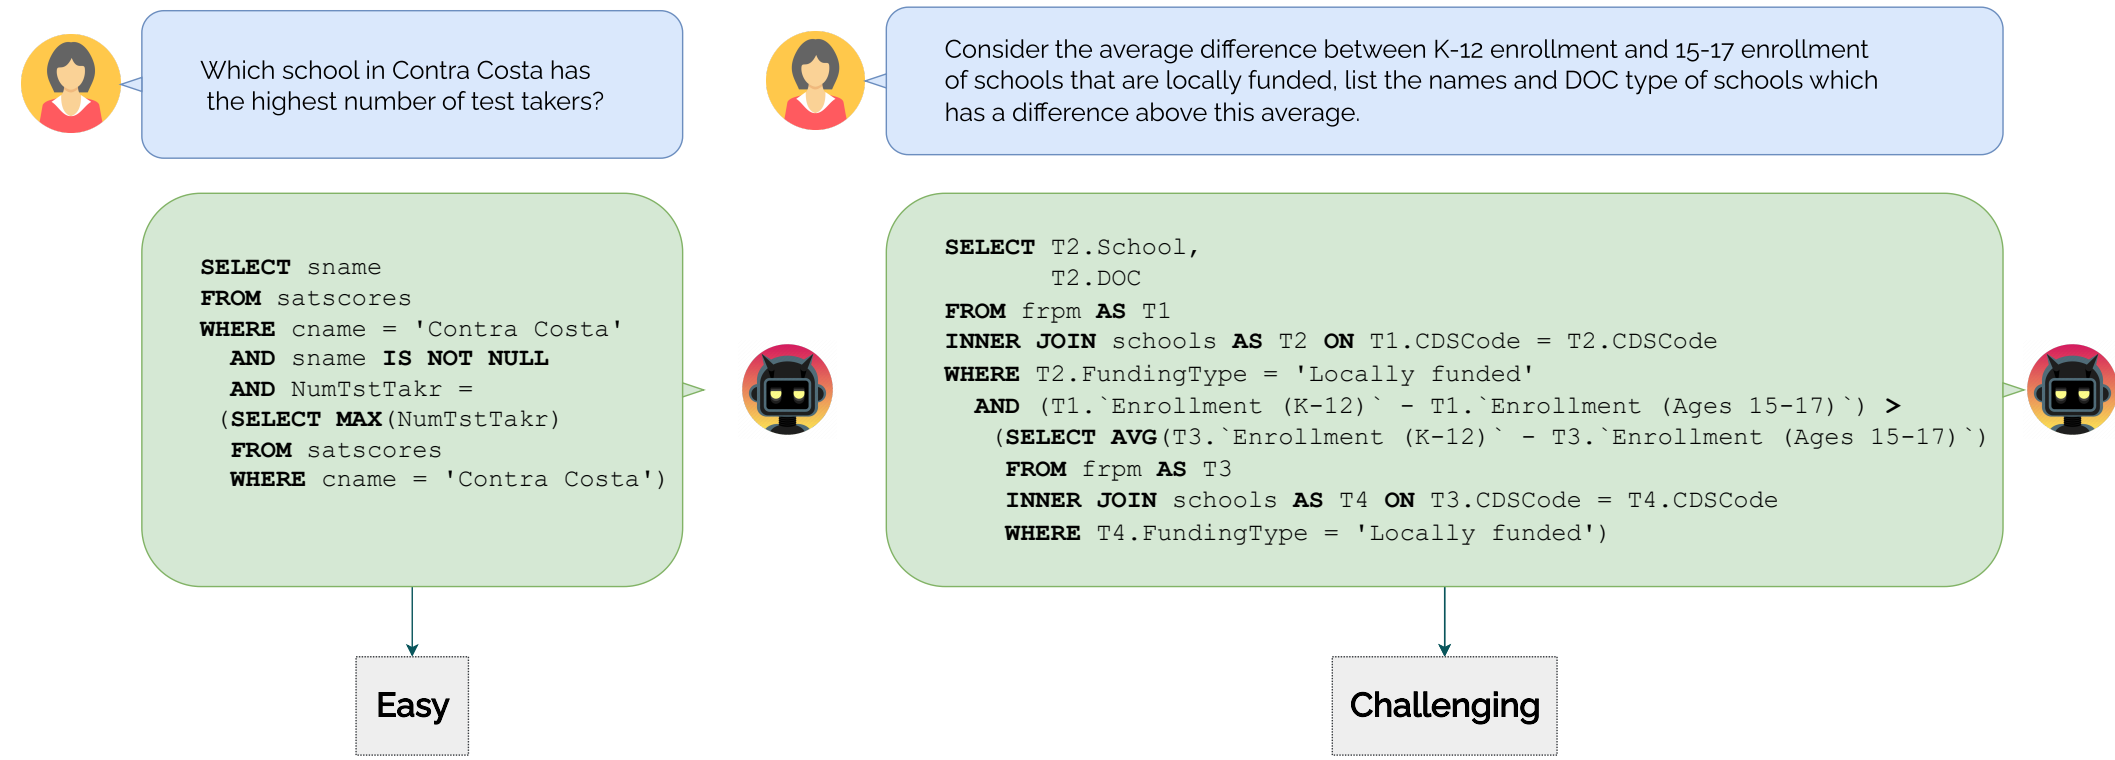 Which school in Contra Costa has
the highest number of test takers?
Consider the average difference between K-12 enrollment and 15-17 enrollment
of schools that are locally funded, list the names and DOC type of schools which
has a difference above this average.
SELECT sname
FROM satscores
WHERE cname = 'Contra Costa'
AND sname IS NOT NULL
AND NumTstTakr =
(SELECT MAX(NumTstTakr)
FROM satscores
WHERE cname = 'Contra Costa')
SELECT T2.School,
T2.DOC
FROM frpm AS T1
INNER JOIN schools AS T2 ON T1.CDSCode = T2.CDSCode
WHERE T2.FundingType = 'Locally funded'
AND (T1.`Enrollment (K-12)` - T1.`Enrollment (Ages 15-17)`) >
(SELECT AVG(T3.`Enrollment (K-12)` - T3.`Enrollment (Ages 15-17)`)
FROM frpm AS T3
INNER JOIN schools AS T4 ON T3.CDSCode = T4.CDSCode
WHERE T4.FundingType = 'Locally funded')
Easy
Challenging